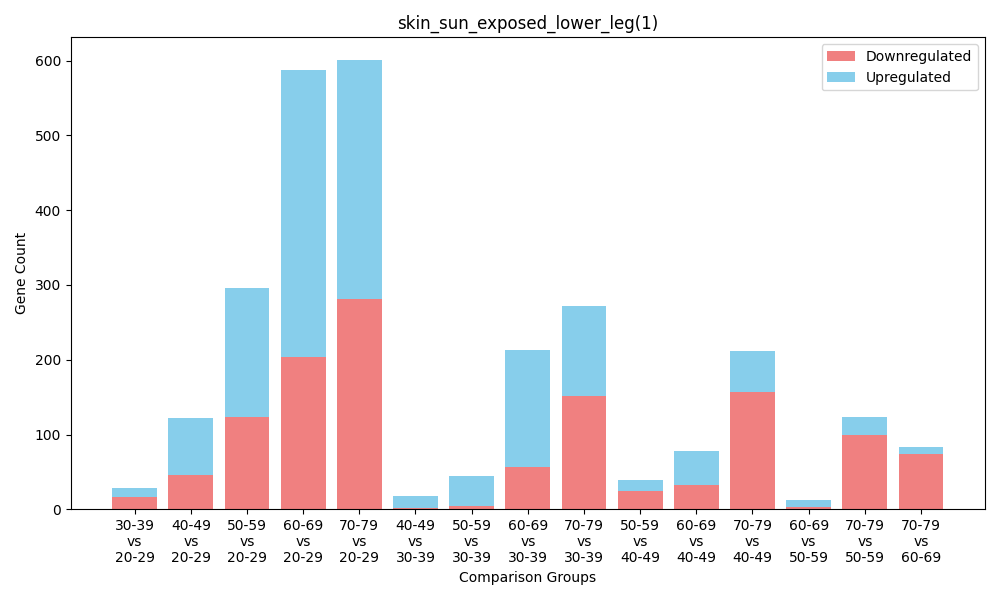 skin_sun_exposed_lower_leg(1)
Downregulated
Upregulated
Gene Count
600
500
400
300
200
100
0
30-39
vs
20-29
40-49
vs
20-29
50-59
vs
20-29
60-69
vs
20-29
70-79
vs
20-29
40-49
vs
30-39
50-59
vs
30-39
60-69
vs
30-39
70-79
vs
30-39
50-59
vs
40-49
60-69
vs
40-49
70-79
vs
40-49
60-69
vs
50-59
70-79
vs
50-59
70-79
vs
60-69
Comparison Groups